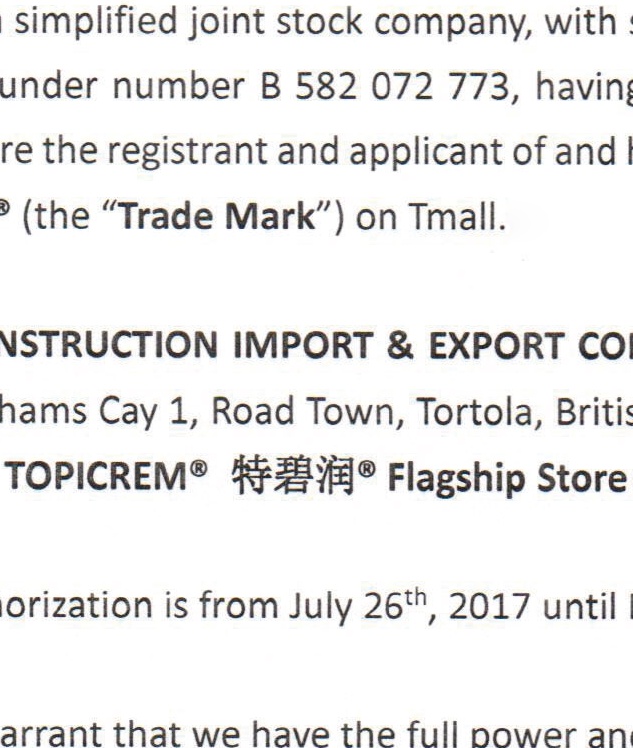 simplified joint stock company, with
under number B 582 072 773, having
re the registrant and applicant of and
® (the “Trade Mark”) on Tmall.
NSTRUCTION IMPORT & EXPORT CO
hams Cay 1, Road Town, Tortola, Britis
TOPICREM® 特碧润® Flagship Store
orization is from July 26th, 2017 until
arrant that we have the full power and